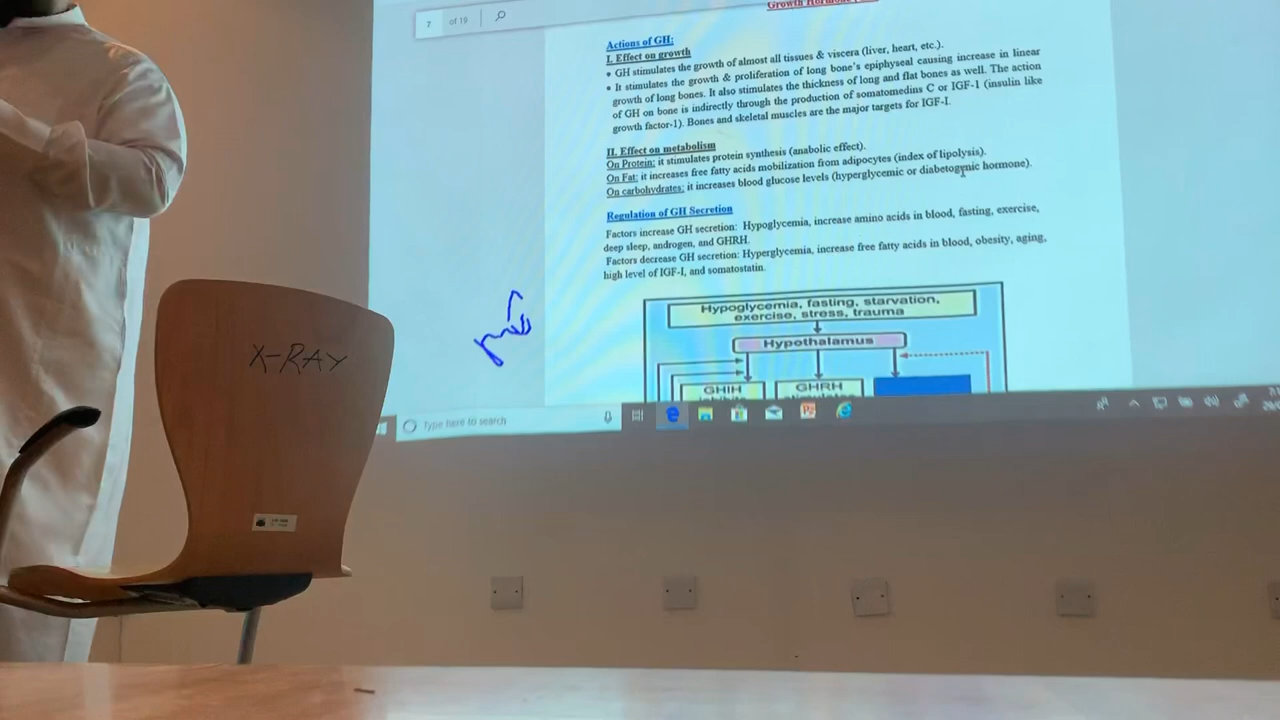 7 of 19
Growth Hormone
Actions of GH:
I. Effect on growth
• GH stimulates the growth of almost all tissues & viscera (liver, heart, etc.).
• It stimulates the growth & proliferation of long bone's epiphyseal causing increase in linear
growth of long bones. It also stimulates the thickness of long and flat bones as well. The action
of GH on bone is indirectly through the production of somatomedins C or IGF-1 (insulin like
growth factor-1). Bones and skeletal muscles are the major targets for IGF-I.
II. Effect on metabolism
On Protein: it stimulates protein synthesis (anabolic effect).
On Fat: it increases free fatty acids mobilization from adipocytes (index of lipolysis).
On carbohydrates: it increases blood glucose levels (hyperglycemic or diabetogenic hormone).
Regulation of GH Secretion
Factors increase GH secretion: Hypoglycemia, increase amino acids in blood, fasting, exercise,
deep sleep, androgen, and GHRH.
Factors decrease GH secretion: Hyperglycemia, increase free fatty acids in blood, obesity, aging,
high level of IGF-I, and somatostatin.
Hypoglycemia, fasting, starvation,
exercise, stress, trauma
Hypothalamus
GHIH GHRH
Type here to search
X-RAY